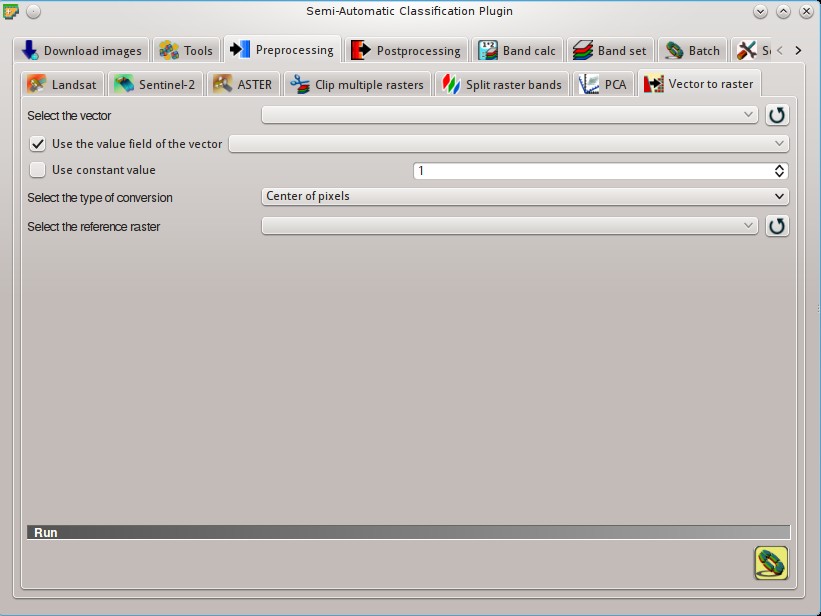 Semi-Automatic Classification Plugin
Download images Tools Preprocessing Postprocessing Band calc Band set Batch
Landsat Sentinel-2 ASTER Clip multiple rasters Split raster bands PCA Vector to raster
Select the vector
Use the value field of the vector
Use constant value 1
Select the type of conversion Center of pixels
Select the reference raster
Run